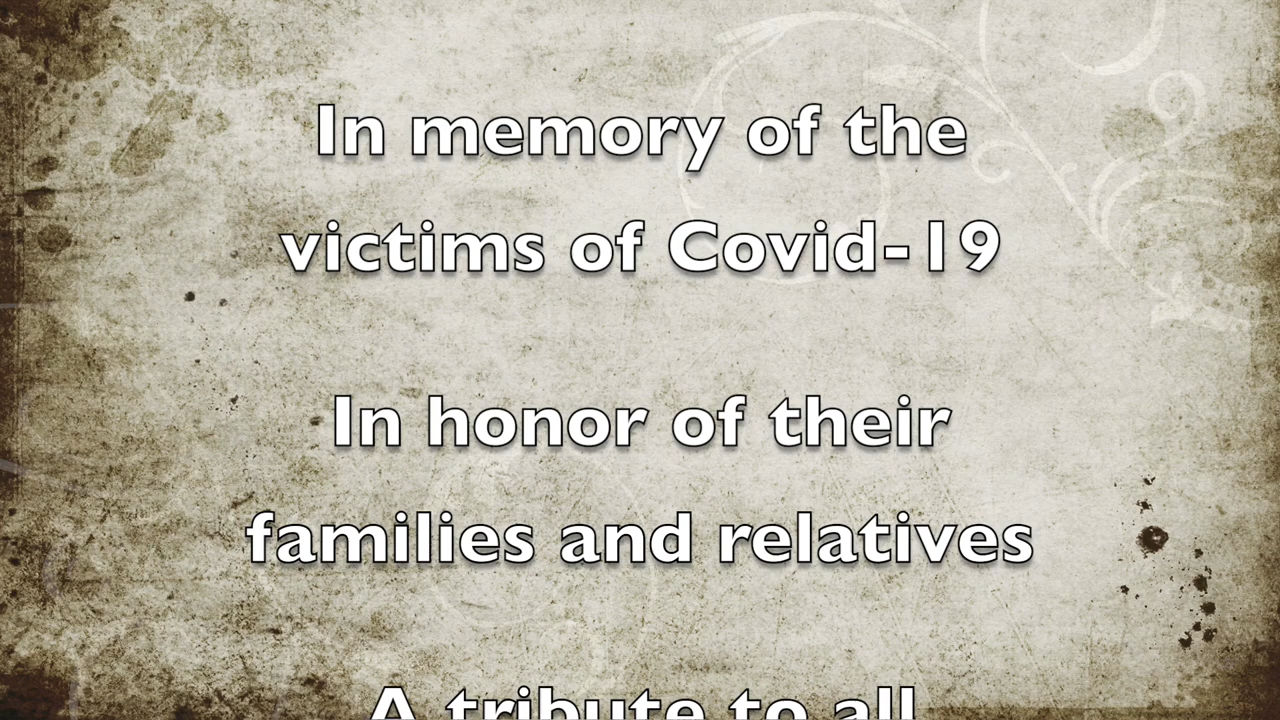 In memory of the
victims of Covid-19
In honor of their
families and relatives
A tribute to all